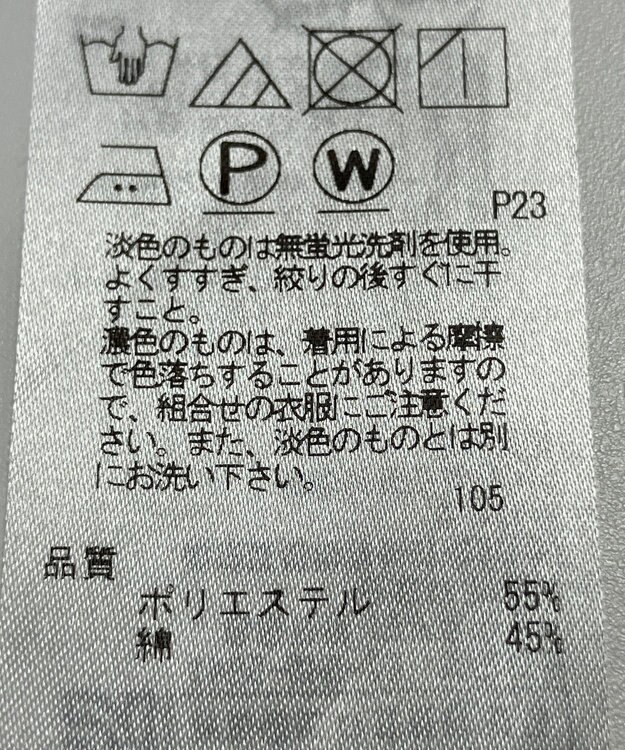 P
W
P23
淡色のものは無蛍光洗剤を使用。
よくすすぎ、絞りの後すぐに干
すこと。
濃色のものは、着用による摩擦
で色落ちすることがありますの
で、組合せの衣服にご注意くだ
さい。また、淡色のものとは別
にお洗い下さい。
105
品質
ポリエステル 55%
綿 45%